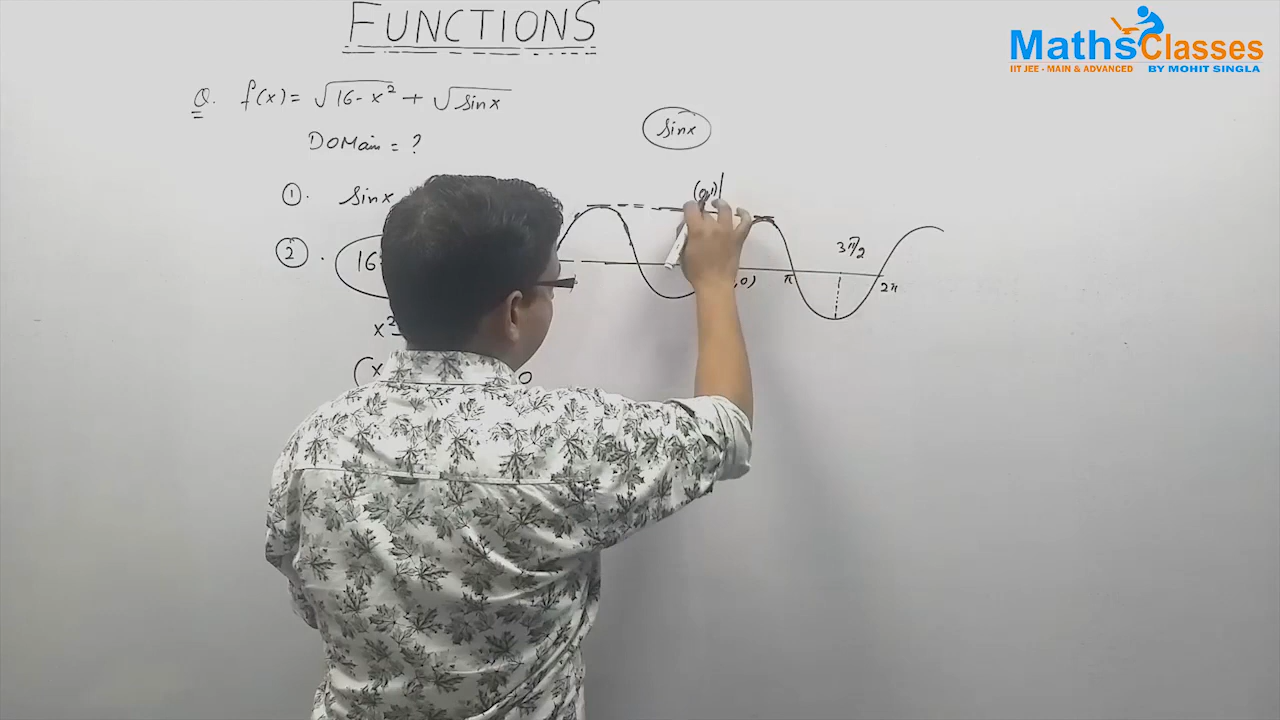 FUNCTIONS
MathsClasses
IIT JEE - MAIN & ADVANCED BY MOHIT SINGLA
Q. f(x) = √16-x² + √sinx
DOMain = ?
sinx
①. sinx
(0,1)
②. 16
3π/2
,0) π 2π
x²
(x 0